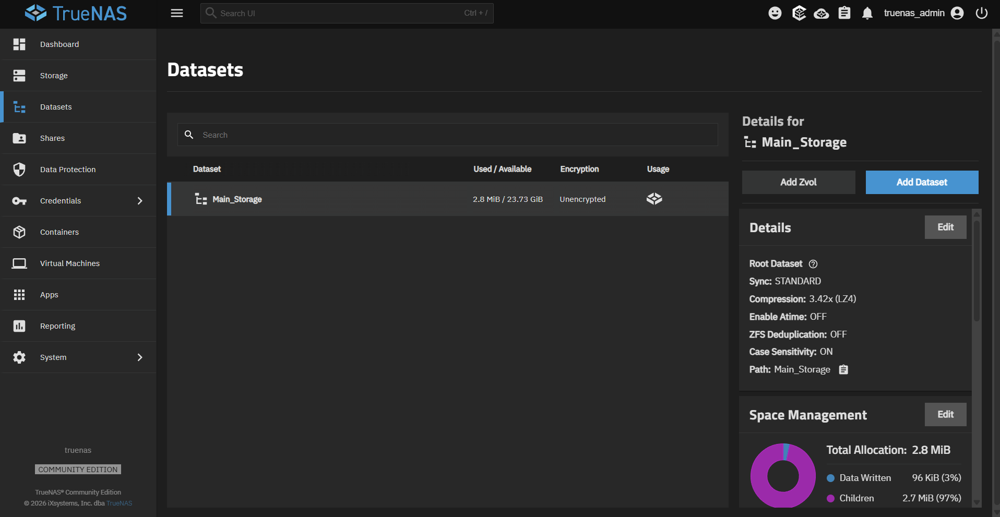 TrueNAS
Search UI
Ctrl + /
truenas_admin
Dashboard
Storage
Datasets
Shares
Data Protection
Credentials
Containers
Virtual Machines
Apps
Reporting
System
truenas
COMMUNITY EDITION
TrueNAS® Community Edition
© 2026 iXsystems, Inc. dba TrueNAS
Datasets
Search
Dataset Used / Available Encryption Usage
Main_Storage 2.8 MiB / 23.73 GiB Unencrypted
Details for
Main_Storage
Add Zvol Add Dataset
Details Edit
Root Dataset
Sync: STANDARD
Compression: 3.42x (LZ4)
Enable Atime: OFF
ZFS Deduplication: OFF
Case Sensitivity: ON
Path: Main_Storage
Space Management Edit
Total Allocation: 2.8 MiB
Data Written 96 KiB (3%)
Children 2.7 MiB (97%)